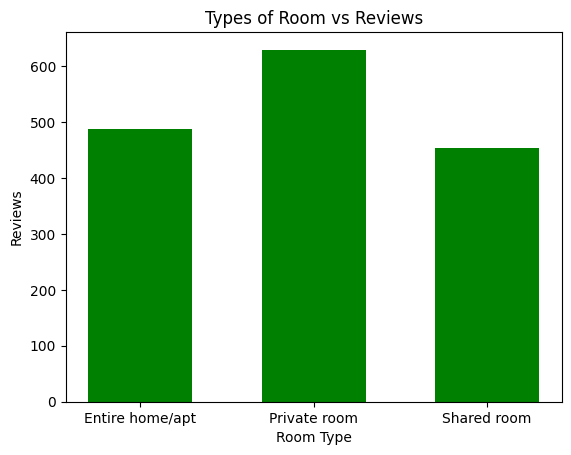 Types of Room vs Reviews
Reviews
600
500
400
300
200
100
0
Entire home/apt
Private room
Shared room
Room Type